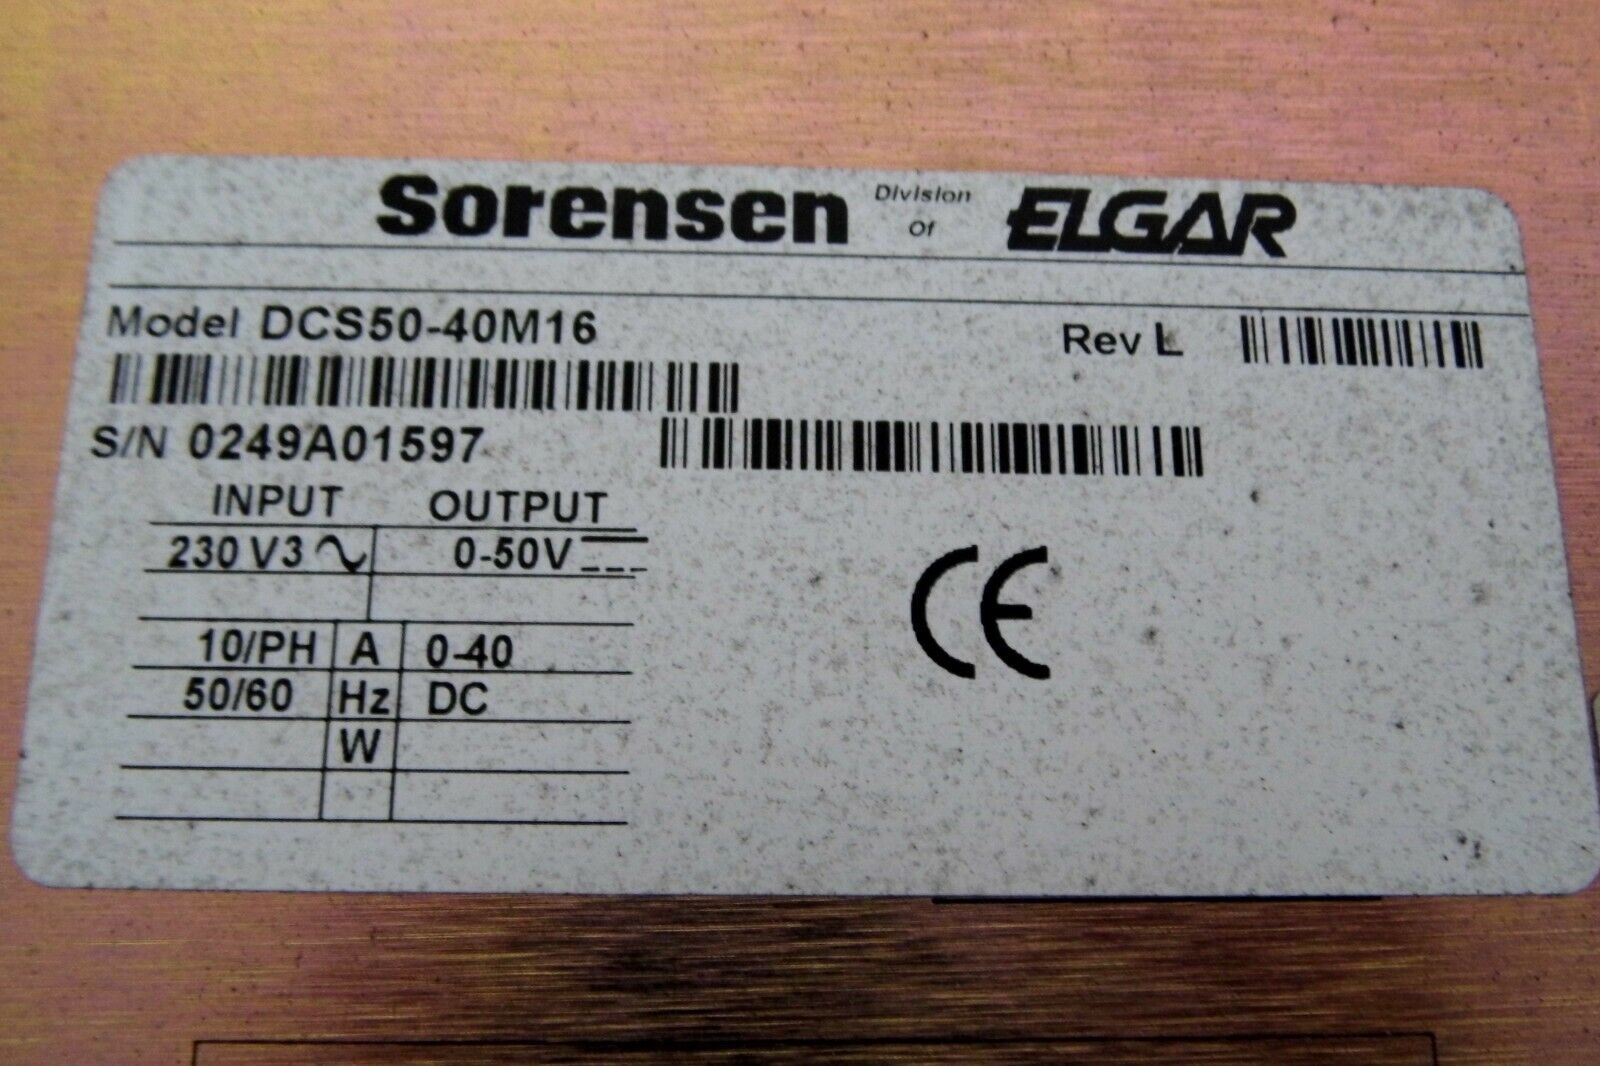 Sorensen Division Of ELGAR
Model DCS50-40M16 Rev L
S/N 0249A01597
INPUT OUTPUT
230 V3 0-50V
10/PH A 0-40
50/60 Hz DC
W
CE